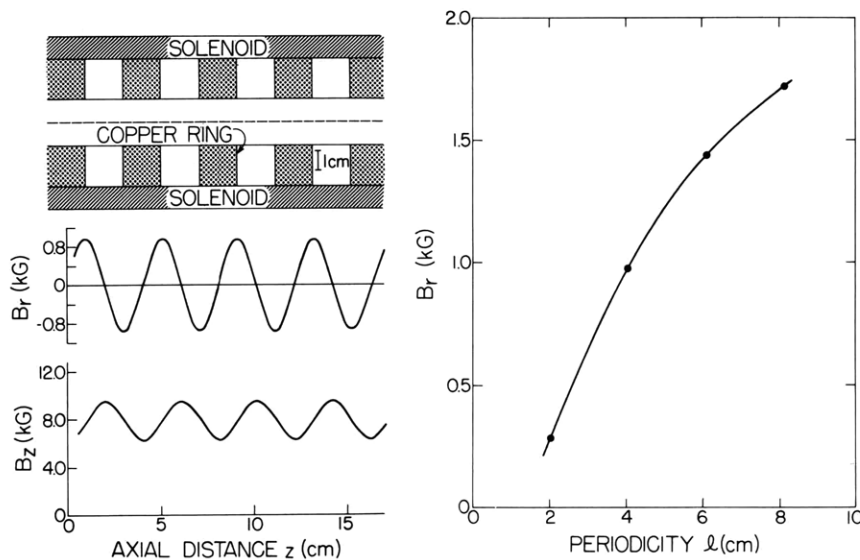 SOLENOID
COPPER RING
1cm
SOLENOID
0.8
0
-0.8
Br (kG)
12.0
8.0
4.0
Bz (kG)
0 5 10 15
AXIAL DISTANCE z (cm)
2.0
1.5
1.0
0.5
0
Br (kG)
0 2 4 6 8 10
PERIODICITY ℓ (cm)